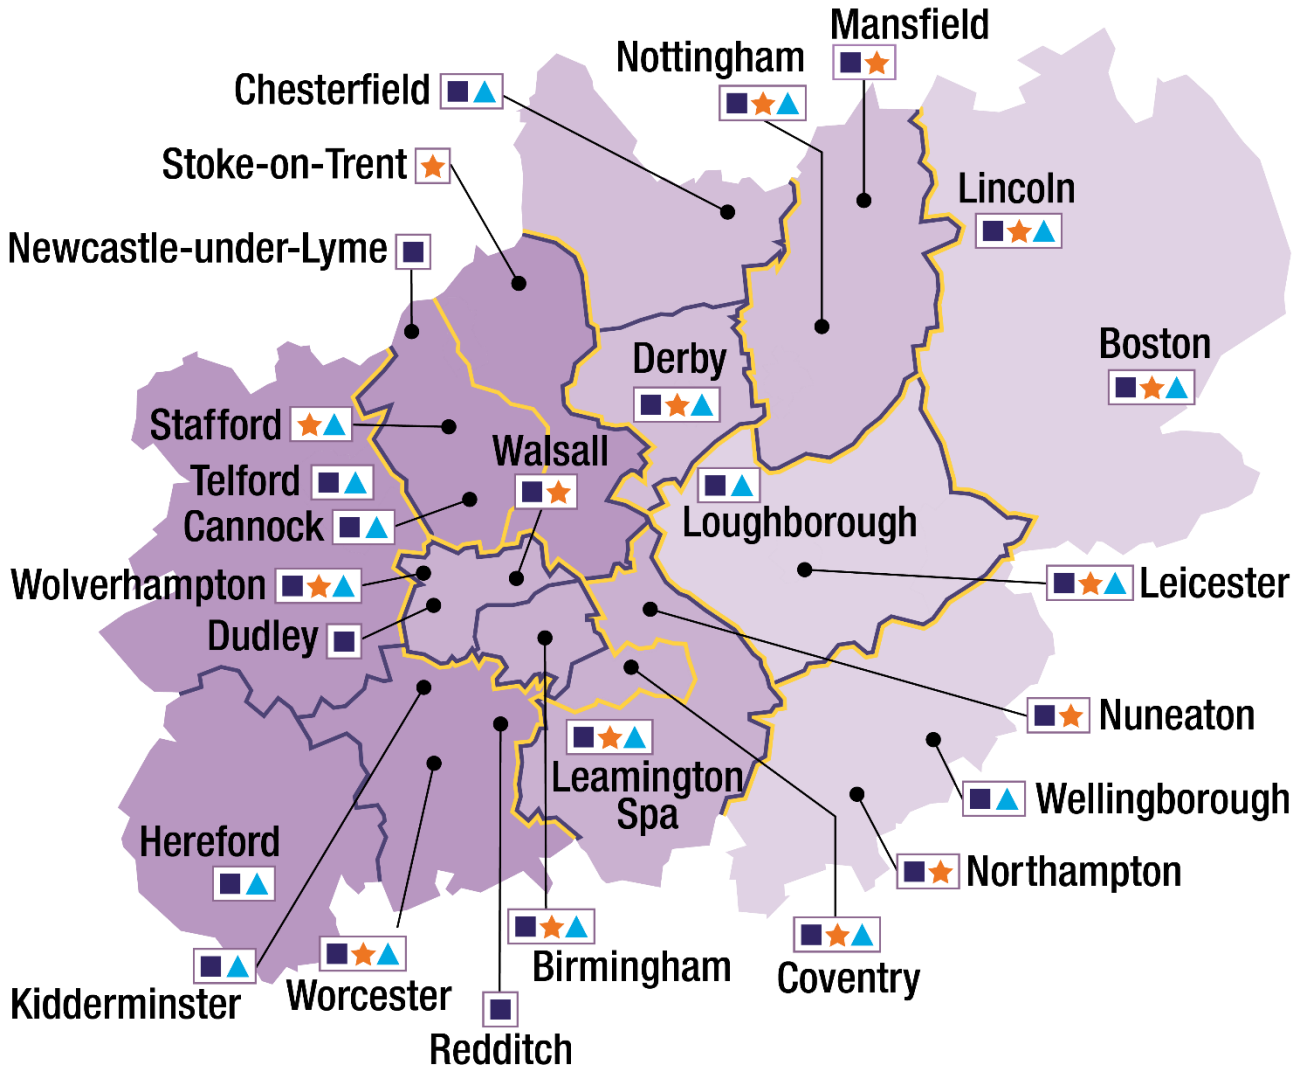 Mansfield
Nottingham
Chesterfield
Stoke-on-Trent
Lincoln
Newcastle-under-Lyme
Boston
Derby
Stafford
Walsall
Telford
Loughborough
Cannock
Wolverhampton
Leicester
Dudley
Nuneaton
Leamington
Spa
Wellingborough
Hereford
Northampton
Birmingham
Coventry
Worcester
Kidderminster
Redditch